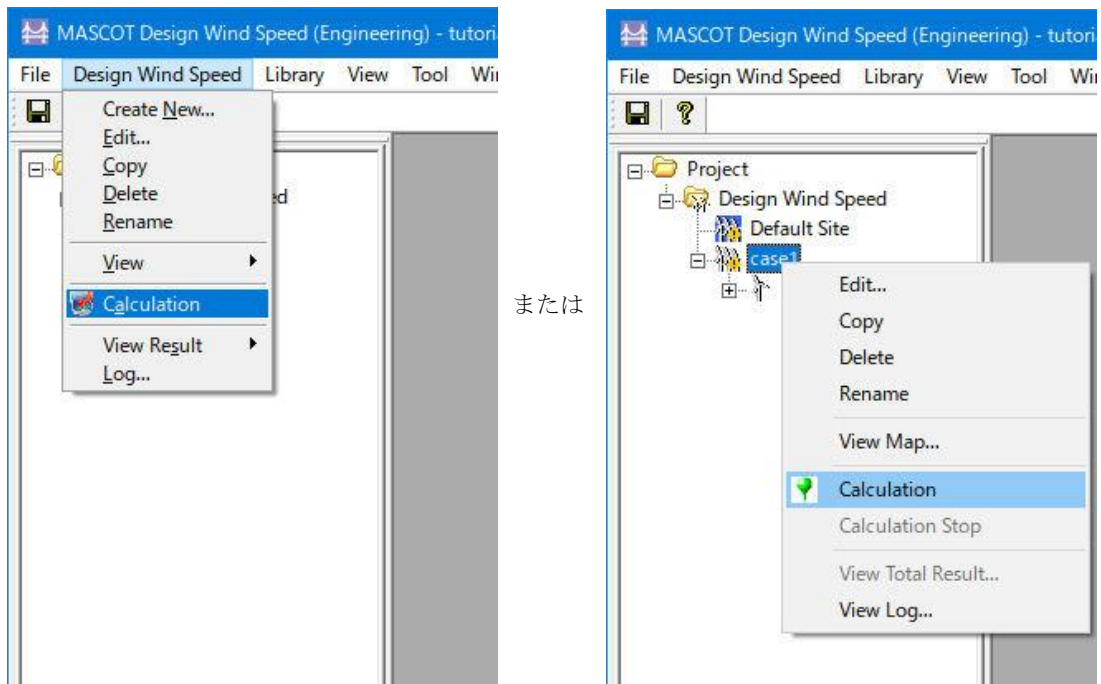 MASCOT Design Wind Speed (Engineering) - tutori
File Design Wind Speed Library View Tool Wi
Create New...
Edit...
Copy
Delete
Rename
View
Calculation
View Result
Log...
ed
または
MASCOT Design Wind Speed (Engineering) - tutori
File Design Wind Speed Library View Tool Wi
Project
Design Wind Speed
Default Site
case1
Edit...
Copy
Delete
Rename
View Map...
Calculation
Calculation Stop
View Total Result...
View Log...